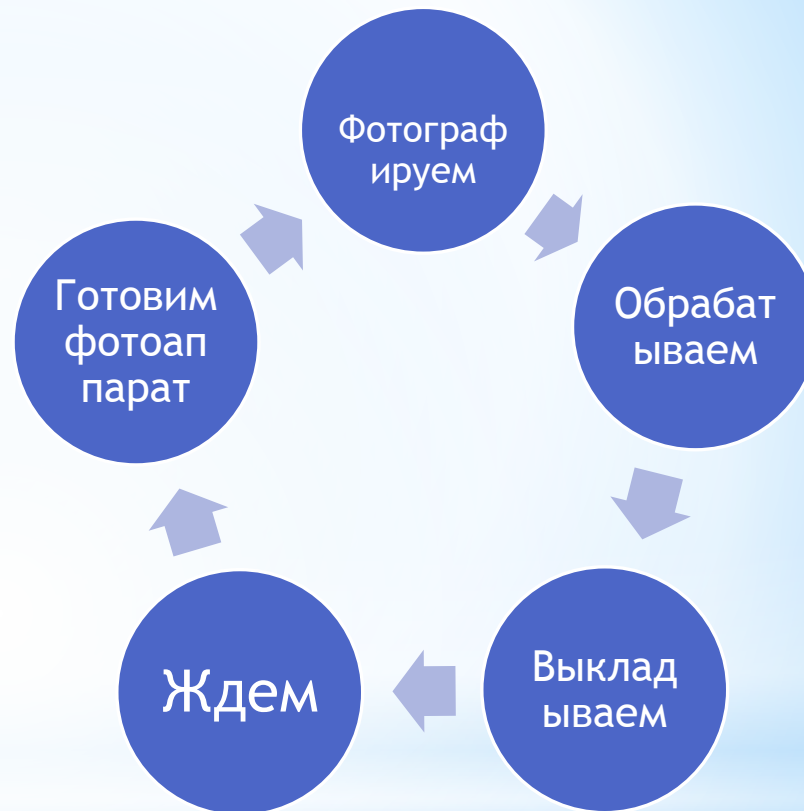 Фотограф
ируем
Обрабат
ываем
Выклад
ываем
Ждем
Готовим
фотоап
парат